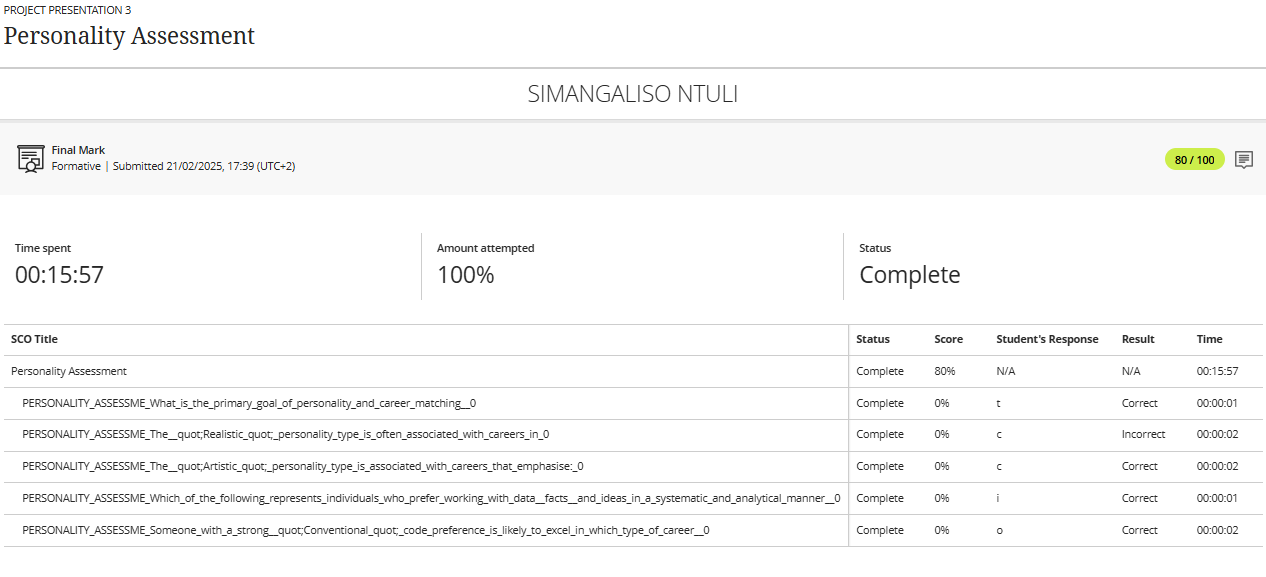 PROJECT PRESENTATION 3
Personality Assessment
SIMANGALISO NTULI
Final Mark
Formative | Submitted 21/02/2025, 17:39 (UTC+2)
80 / 100
Time spent
00:15:57
Amount attempted
100%
Status
Complete
SCO Title Status Score Student's Response Result Time
Personality Assessment Complete 80% N/A N/A 00:15:57
PERSONALITY_ASSESSME_What_is_the_primary_goal_of_personality_and_career_matching__0 Complete 0% t Correct 00:00:01
PERSONALITY_ASSESSME_The__quot;Realistic_quot;_personality_type_is_often_associated_with_careers_in_0 Complete 0% c Incorrect 00:00:02
PERSONALITY_ASSESSME_The__quot;Artistic_quot;_personality_type_is_associated_with_careers_that_emphasise:_0 Complete 0% c Correct 00:00:02
PERSONALITY_ASSESSME_Which_of_the_following_represents_individuals_who_prefer_working_with_data__facts__and_ideas_in_a_systematic_and_analytical_manner__0 Complete 0% i Correct 00:00:01
PERSONALITY_ASSESSME_Someone_with_a_strong__quot;Conventional_quot;_code_preference_is_likely_to_excel_in_which_type_of_career__0 Complete 0% o Correct 00:00:02